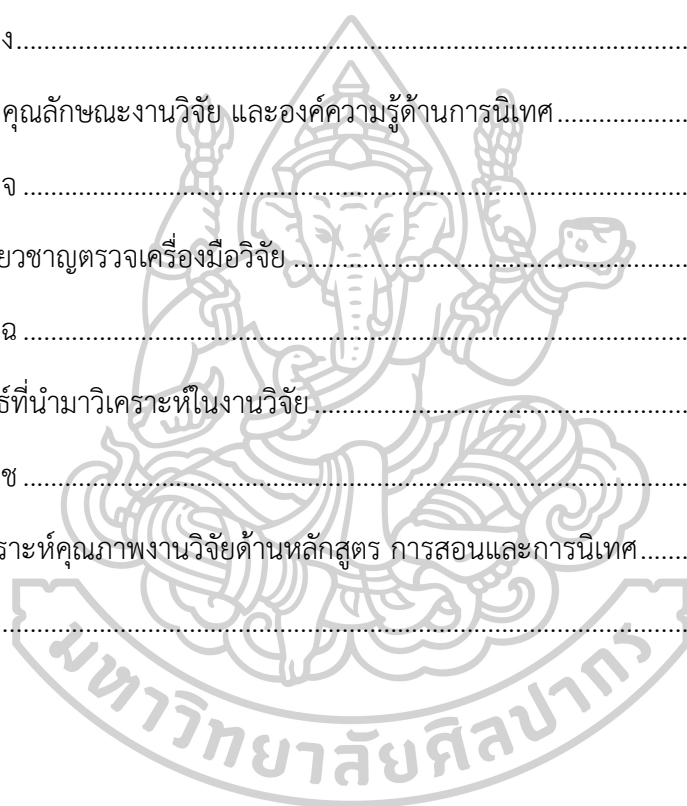 ง
คุณลักษณะงานวิจัย และองค์ความรู้ด้านการนิเทศ
จ
ยวชาญตรวจเครื่องมือวิจัย
ฉ
ธ์ที่นำมาวิเคราะห์ในงานวิจัย
ช
ราะห์คุณภาพงานวิจัยด้านหลักสูตร การสอนและการนิเทศ
มหาวิทยาลัยศิลปากร